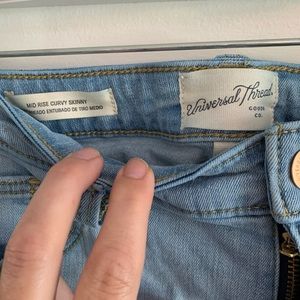 MID RISE CURVY SKINNY
ENTUBADO DE TIRO MEDIO
Universal Thread
GOODS
CO.